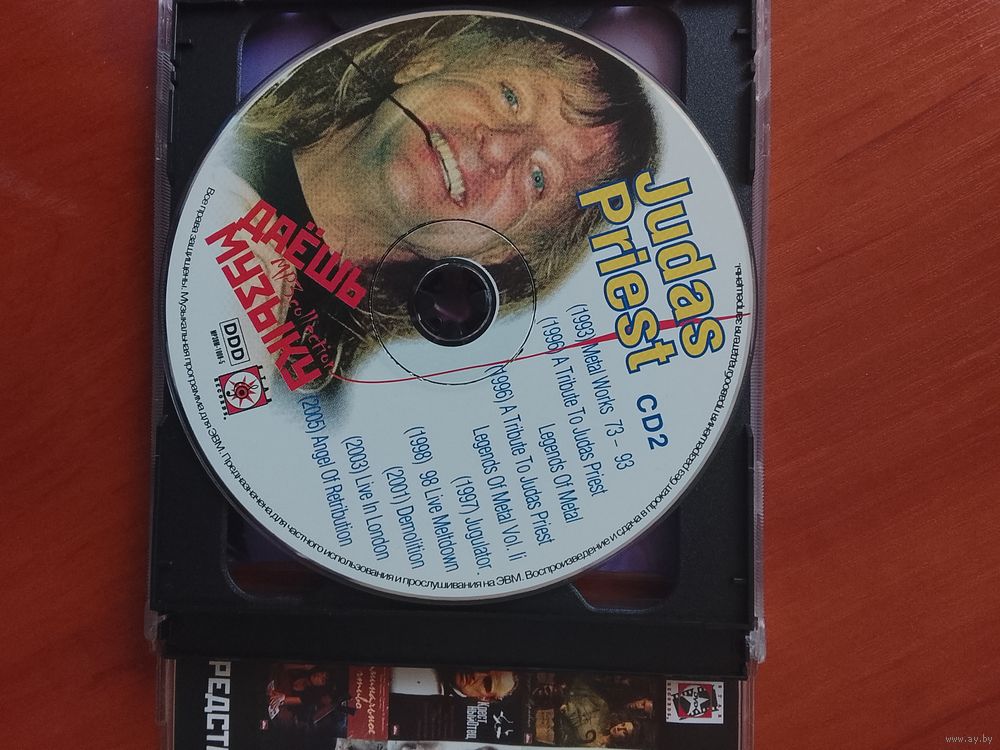 Judas
Priest
CD2
(1993) Metal Works 73 - 93
(1996) A Tribute To Judas Priest
Legends Of Metal
(1996) A Tribute To Judas Priest
Legends Of Metal Vol. Ii
(1997) Jugulator.
(1998) 98 Live Meltdown
(2001) Demolition
(2003) Live In London
(2005) Angel Of Retribution
ДАЁШЬ
mp3 collection
МУЗЫКУ
DDD
Все права защищены. Музыкальная программа для ЭВМ. Предназначена для частного использования и прослушивания на ЭВМ. Воспроизведение и сдача в прокат без разрешения правообладателя запрещены.
РЕДСТ
www.ay.by